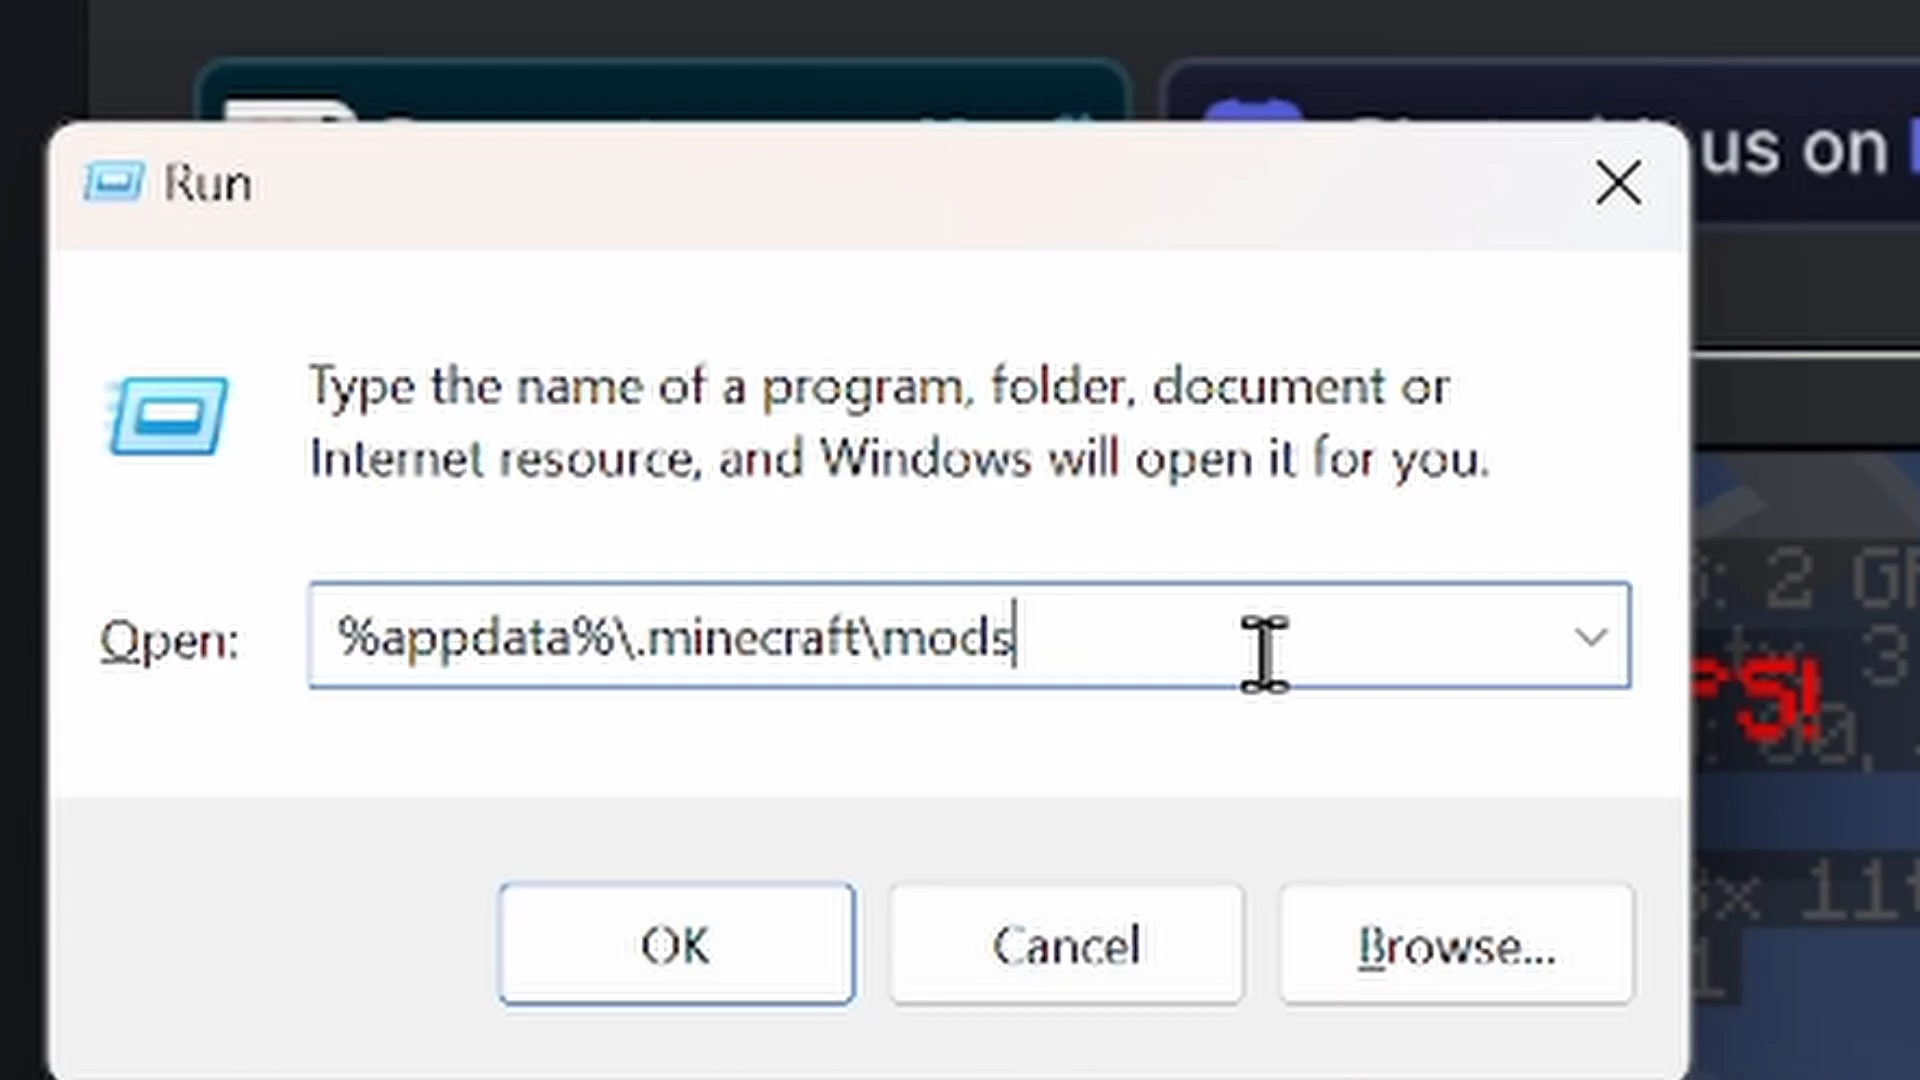 us on
Run
Type the name of a program, folder, document or
Internet resource, and Windows will open it for you.
Open:
%appdata%\.minecraft\mods
OK
Cancel
Browse...